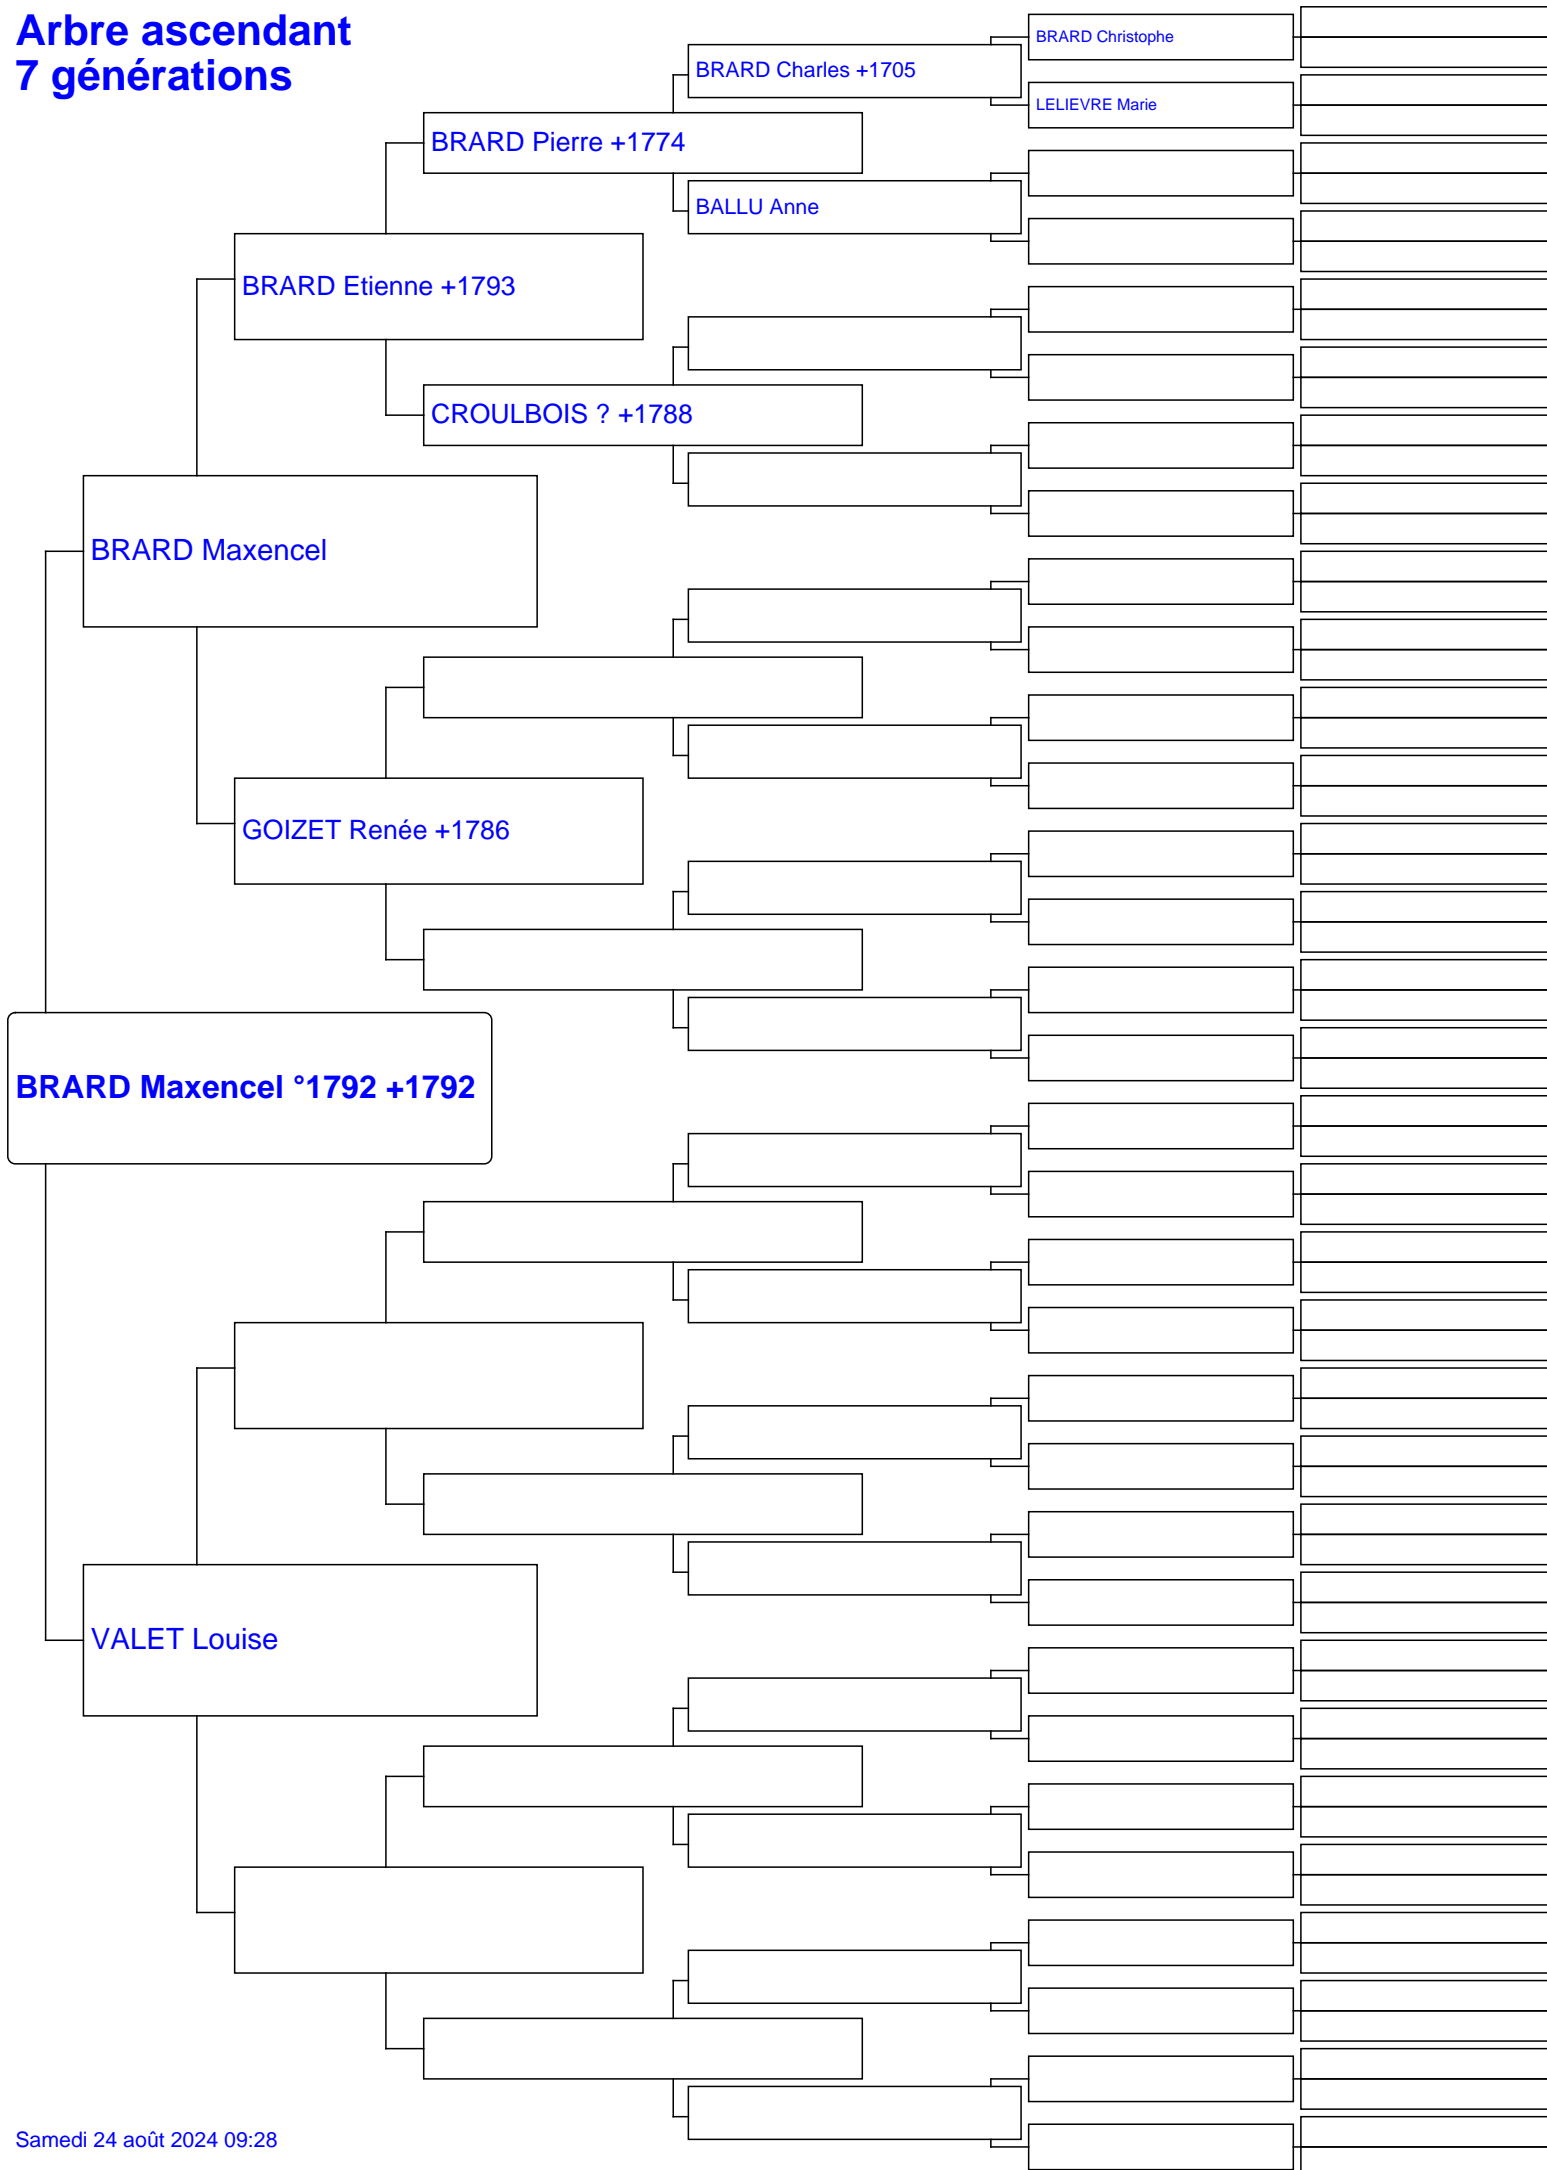 Arbre ascendant
7 générations
BRARD Christophe
BRARD Charles +1705
LELIEVRE Marie
BRARD Pierre +1774
BALLU Anne
BRARD Etienne +1793
CROULBOIS ? +1788
BRARD Maxencel
GOIZET Renée +1786
BRARD Maxencel °1792 +1792
VALET Louise
Samedi 24 août 2024 09:28